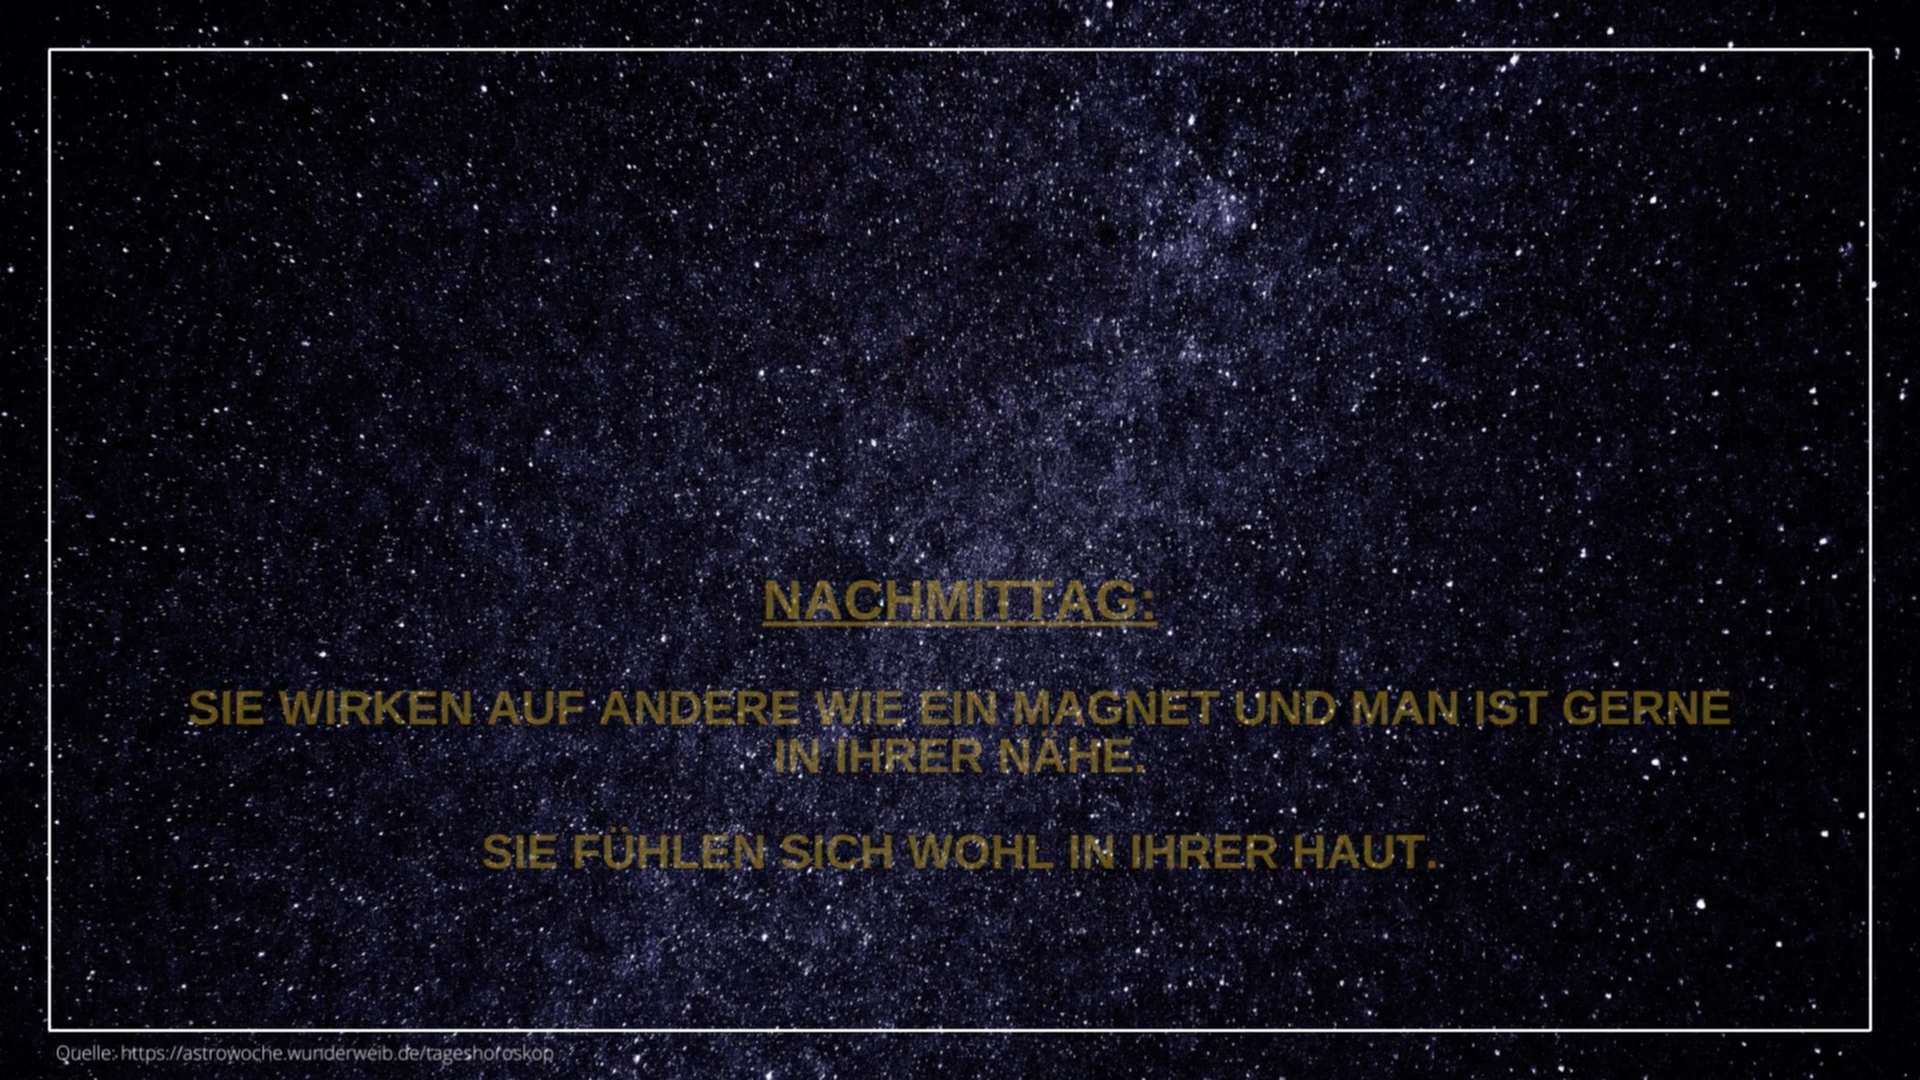 NACHMITTAG:
SIE WIRKEN AUF ANDERE WIE EIN MAGNET UND MAN IST GERNE
IN IHRER NÄHE.
SIE FÜHLEN SICH WOHL IN IHRER HAUT.
Quelle: https://astrowoche.wunderweib.de/tageshoroskop